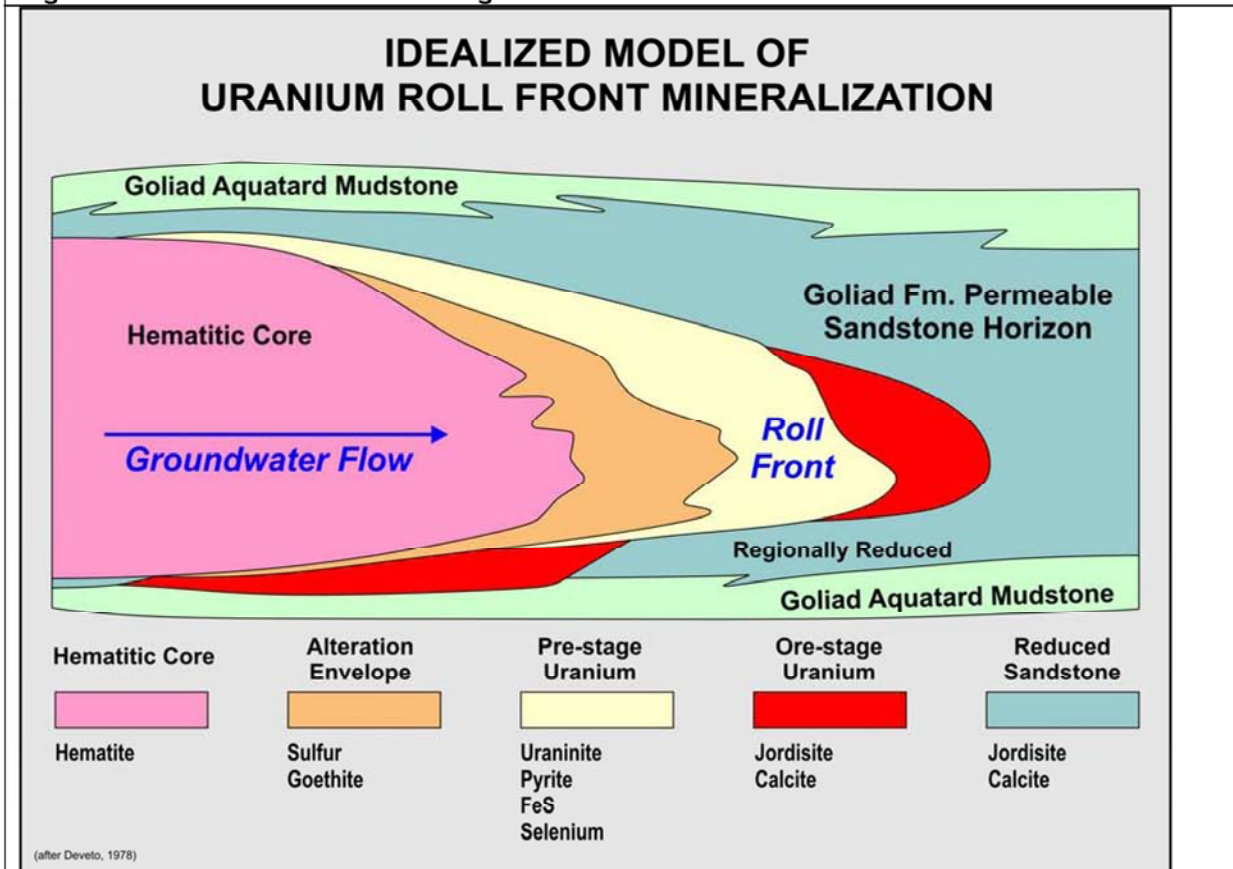 IDEALIZED MODEL OF
URANIUM ROLL FRONT MINERALIZATION
Goliad Aquatard Mudstone
Goliad Fm. Permeable
Sandstone Horizon
Hematitic Core
Groundwater Flow
Roll
Front
Regionally Reduced
Goliad Aquatard Mudstone
Hematitic Core
Hematite
Alteration
Envelope
Sulfur
Goethite
Pre-stage
Uranium
Uraninite
Pyrite
FeS
Selenium
Ore-stage
Uranium
Jordisite
Calcite
Reduced
Sandstone
Jordisite
Calcite
(after Deveto, 1978)